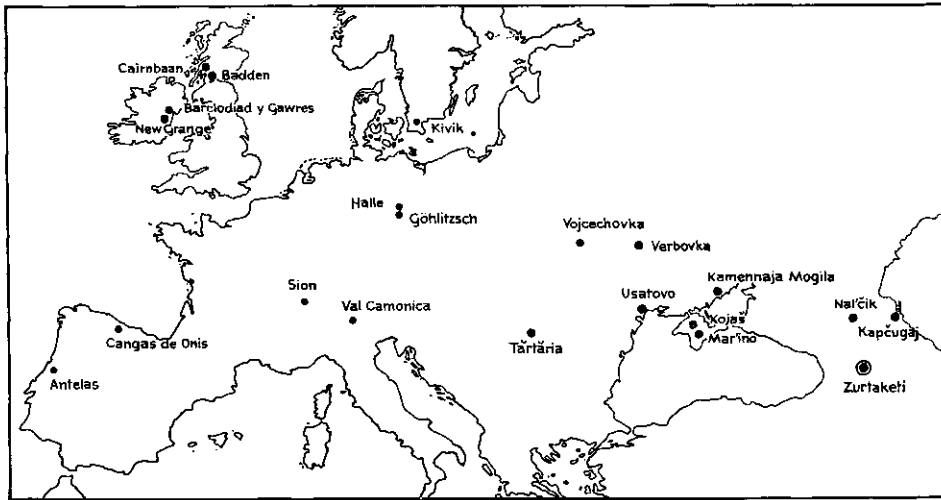 Cairnbaan
Badden
Barclodiad y Gawres
New Grange
Kivik
Halle
Göhlitzsch
Vojcechovka
Verbovka
Sion
Val Camonica
Kamennaja Mogila
Usatovo
Nal'čik
Kojaš
Kapčugaj
Mar'ino
Cangas de Onis
Tărtăria
Antelas
Zurtaketi